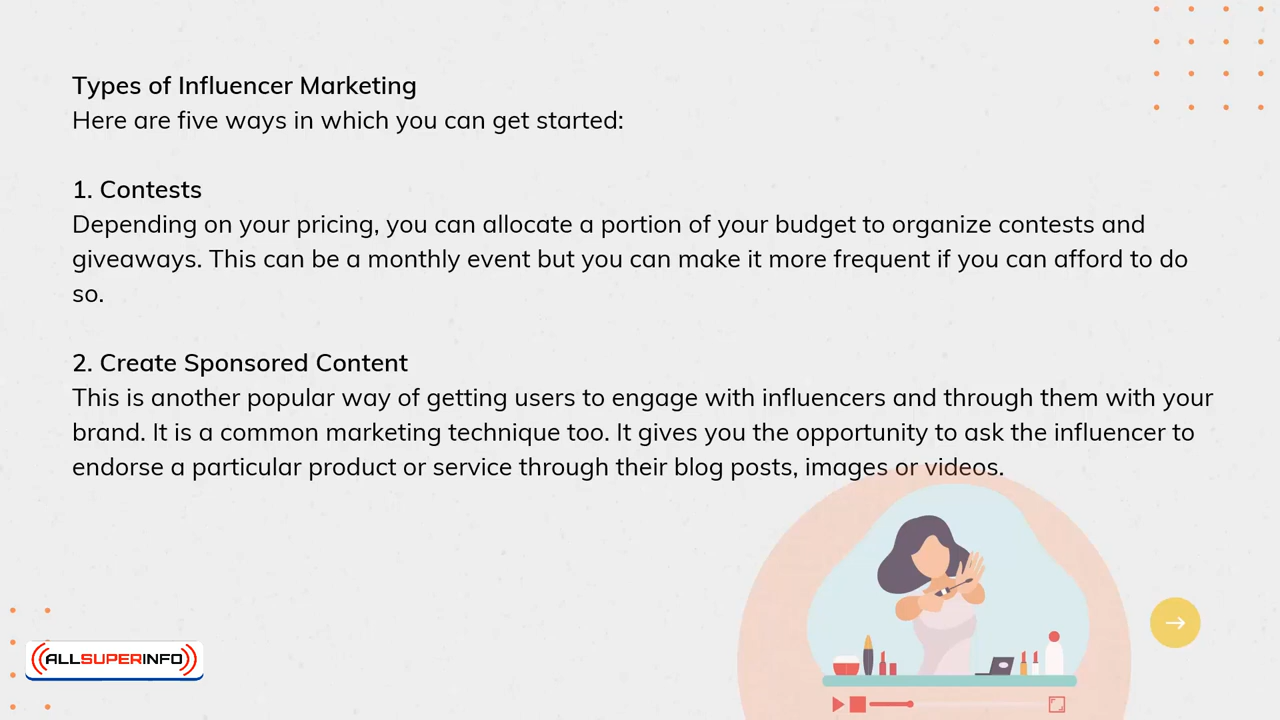 Types of Influencer Marketing
Here are five ways in which you can get started:
1. Contests
Depending on your pricing, you can allocate a portion of your budget to organize contests and
giveaways. This can be a monthly event but you can make it more frequent if you can afford to do
so.
2. Create Sponsored Content
This is another popular way of getting users to engage with influencers and through them with your
brand. It is a common marketing technique too. It gives you the opportunity to ask the influencer to
endorse a particular product or service through their blog posts, images or videos.
ALLSUPERINFO